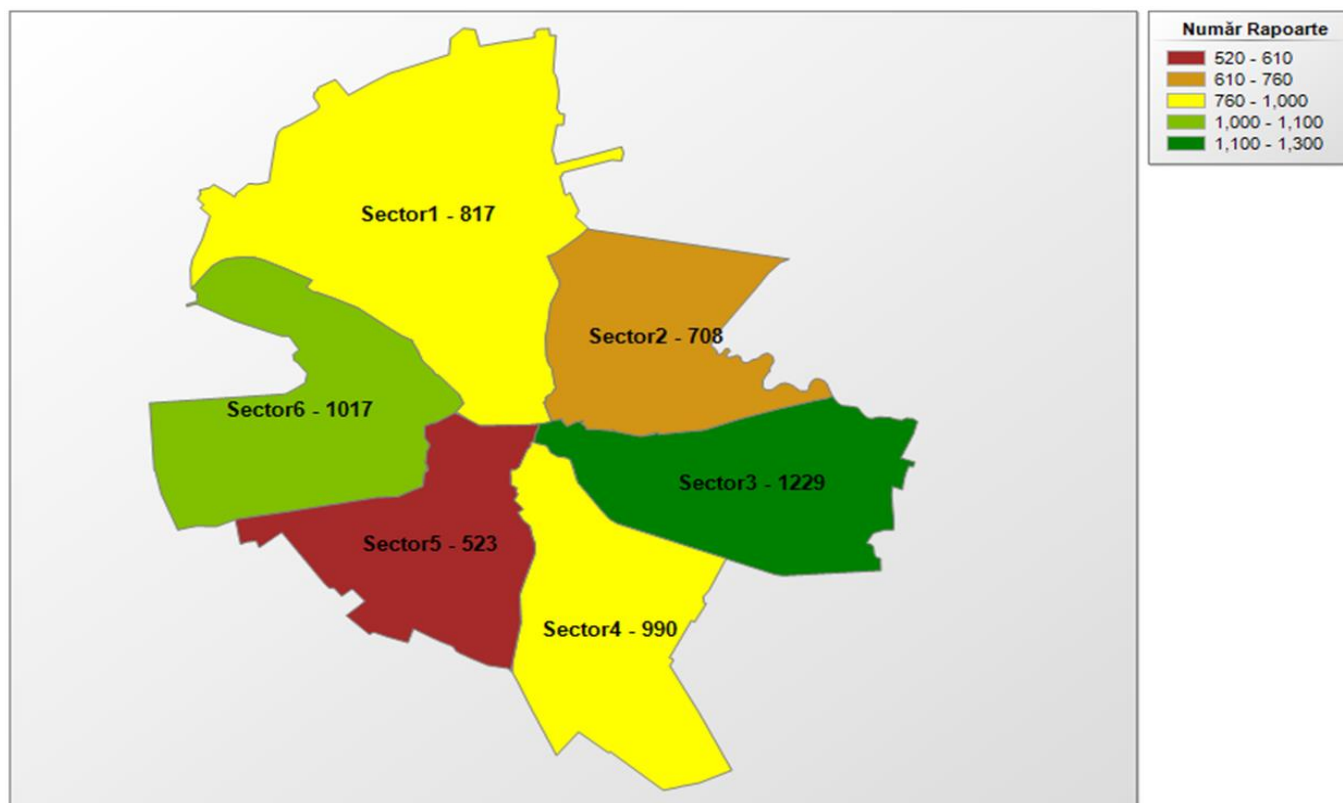 Număr Rapoarte
520 - 610
610 - 760
760 - 1,000
1,000 - 1,100
1,100 - 1,300
Sector1 - 817
Sector2 - 708
Sector6 - 1017
Sector3 - 1229
Sector5 - 523
Sector4 - 990